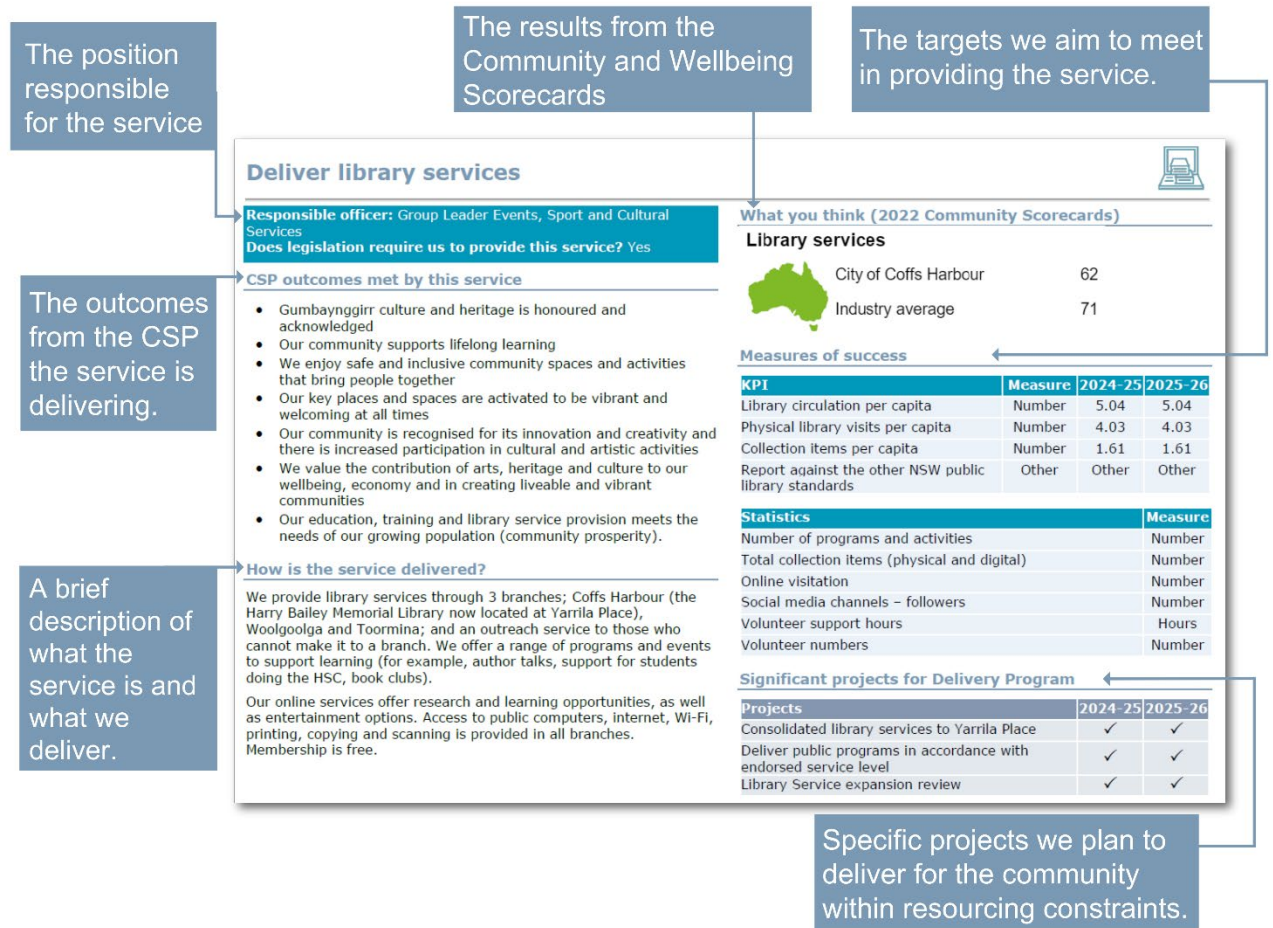 The position
responsible
for the service
The results from the
Community and Wellbeing
Scorecards
The targets we aim to meet
in providing the service.
Deliver library services
Responsible officer: Group Leader Events, Sport and Cultural
Services
Does legislation require us to provide this service? Yes
The outcomes
from the CSP
the service is
delivering.
CSP outcomes met by this service
• Gumbaynggirr culture and heritage is honoured and
acknowledged
• Our community supports lifelong learning
• We enjoy safe and inclusive community spaces and activities
that bring people together
• Our key places and spaces are activated to be vibrant and
welcoming at all times
• Our community is recognised for its innovation and creativity and
there is increased participation in cultural and artistic activities
• We value the contribution of arts, heritage and culture to our
wellbeing, economy and in creating liveable and vibrant
communities
• Our education, training and library service provision meets the
needs of our growing population (community prosperity).
A brief
description of
what the
service is and
what we
deliver.
How is the service delivered?
We provide library services through 3 branches; Coffs Harbour (the
Harry Bailey Memorial Library now located at Yarrila Place),
Woolgoolga and Toormina; and an outreach service to those who
cannot make it to a branch. We offer a range of programs and events
to support learning (for example, author talks, support for students
doing the HSC, book clubs).
Our online services offer research and learning opportunities, as well
as entertainment options. Access to public computers, internet, Wi-Fi,
printing, copying and scanning is provided in all branches.
Membership is free.
What you think (2022 Community Scorecards)
Library services
City of Coffs Harbour 62
Industry average 71
Measures of success
KPI Measure 2024-25 2025-26
Library circulation per capita Number 5.04 5.04
Physical library visits per capita Number 4.03 4.03
Collection items per capita Number 1.61 1.61
Report against the other NSW public Other Other Other
library standards
Statistics Measure
Number of programs and activities Number
Total collection items (physical and digital) Number
Online visitation Number
Social media channels – followers Number
Volunteer support hours Hours
Volunteer numbers Number
Significant projects for Delivery Program
Projects 2024-25 2025-26
Consolidated library services to Yarrila Place ✓ ✓
Deliver public programs in accordance with ✓ ✓
endorsed service level
Library Service expansion review ✓ ✓
Specific projects we plan to
deliver for the community
within resourcing constraints.